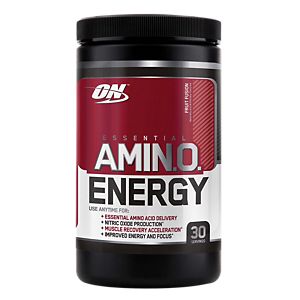 ON
FRUIT FUSION
ESSENTIAL
AMIN.O.
ENERGY
USE ANYTIME FOR:
+ ESSENTIAL AMINO ACID DELIVERY
+ NITRIC OXIDE PRODUCTION*
+ MUSCLE RECOVERY ACCELERATION*
+ IMPROVED ENERGY AND FOCUS*
30
SERVINGS